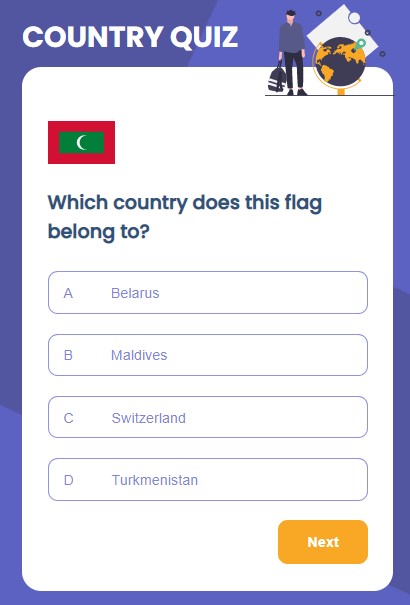 COUNTRY QUIZ
Which country does this flag
belong to?
A Belarus
B Maldives
C Switzerland
D Turkmenistan
Next